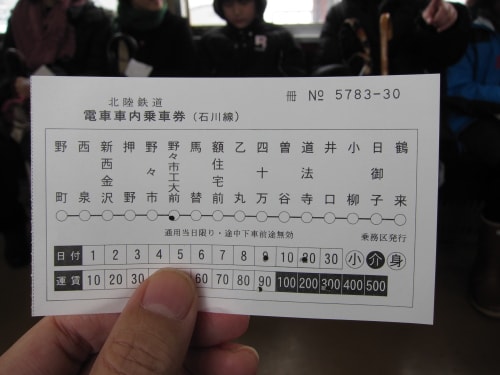 冊 № 5783-30
北陸鉄道
電車車内乗車券（石川線）
野町
西泉
新西金沢
押野
野々市
野々市工大前
馬替
額住宅前
乙丸
四十万
曽谷
道法寺
井口
小柳
日御子
鶴来
通用当日限り・途中下車前途無効 乗務区発行
日付 1 2 3 4 5 6 7 8 9 10 20 30 小 介 身
運賃 10 20 30 60 70 80 90 100 200 300 400 500